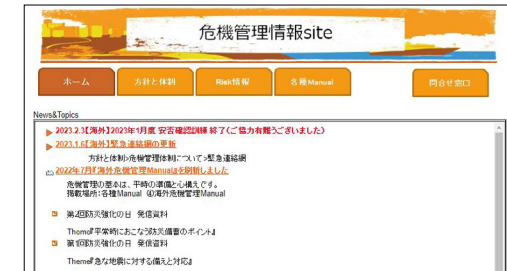 危機管理情報site
ホーム 方針と体制 Risk情報 各種Manual 問合せ窓口
News&Topics
2023.2.3【海外】2023年1月度 安否確認訓練 終了(ご協力有難うございました)
2023.1.6【海外】緊急連絡網の更新
方針と体制>危機管理体制について>緊急連絡網
2022年7月『海外危機管理Manual』を刷新しました
危機管理の基本は、平時の準備と心構えです。
掲載場所:各種Manual ④海外危機管理Manual
第2回防災強化の日 発信資料
Thomo『平常時におこなう防災備蓄のポイント』
第1回防災強化の日 発信資料
Theme『急な地震に対する備えと対応』